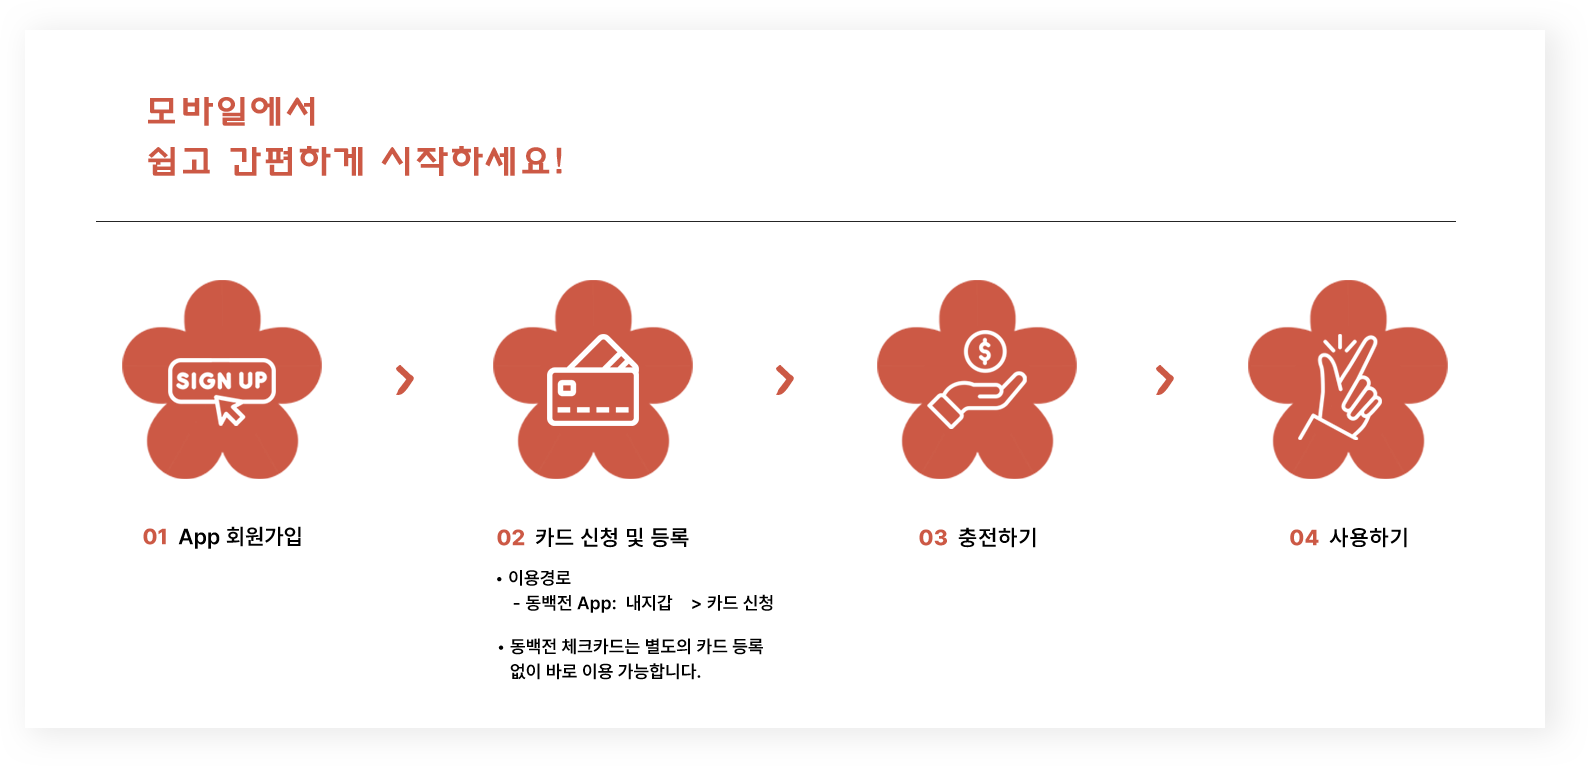 모바일에서
쉽고 간편하게 시작하세요!
SIGN UP
$
01 App 회원가입
02 카드 신청 및 등록
• 이용경로
- 동백전 App: 내지갑 > 카드 신청
• 동백전 체크카드는 별도의 카드 등록
없이 바로 이용 가능합니다.
03 충전하기
04 사용하기